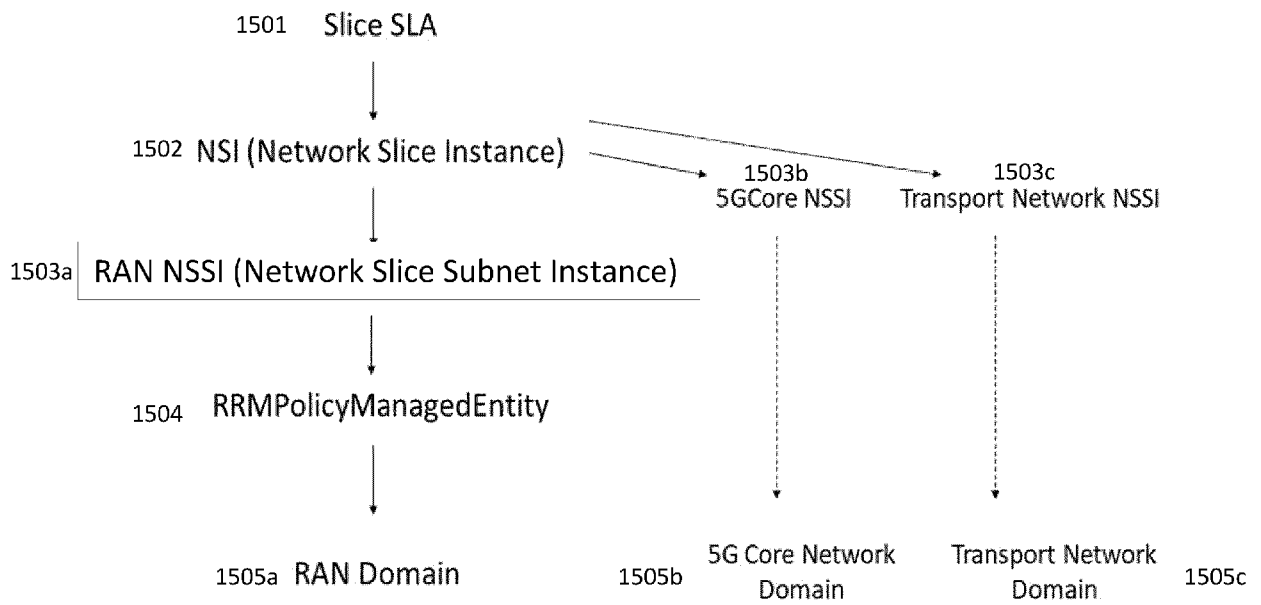 1501 Slice SLA
1502 NSI (Network Slice Instance)
1503b 1503c
5GCore NSSI Transport Network NSSI
1503a RAN NSSI (Network Slice Subnet Instance)
1504 RRMPolicyManagedEntity
1505a RAN Domain
1505b 5G Core Network
Domain
Transport Network
Domain 1505c